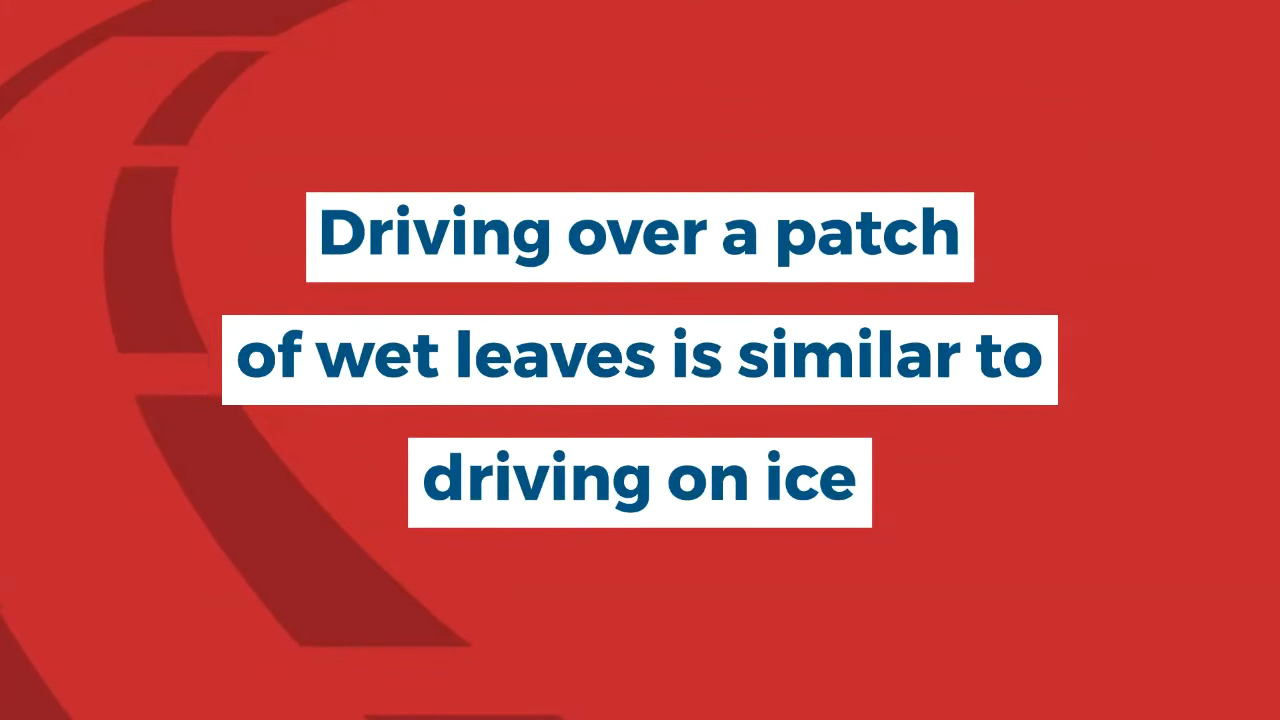 Driving over a patch
of wet leaves is similar to
driving on ice